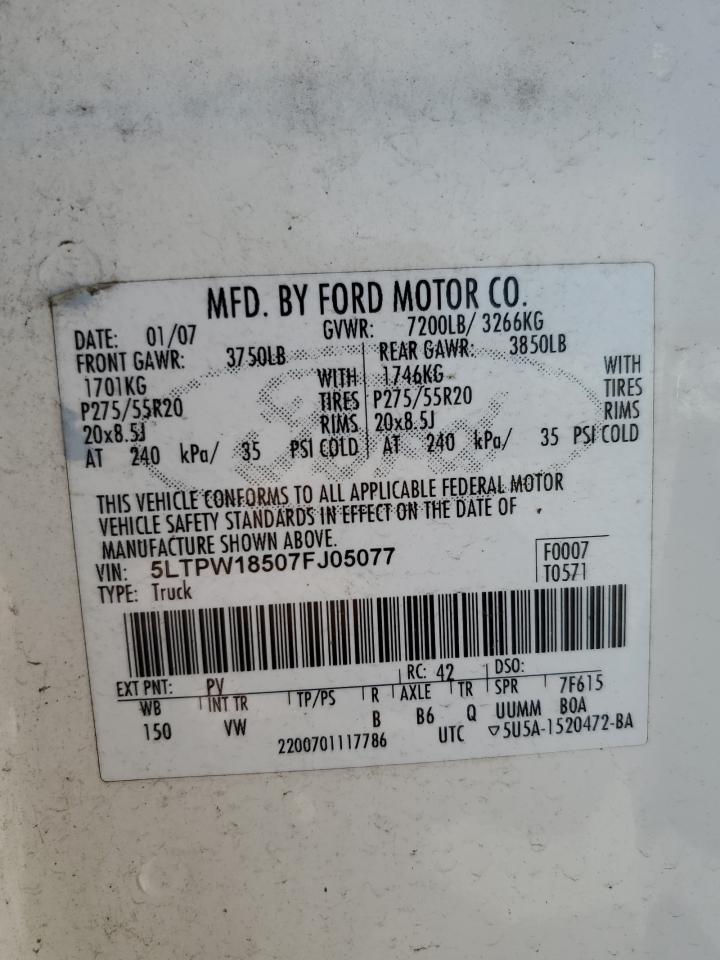 MFD. BY FORD MOTOR CO.
DATE: 01/07 GVWR: 7200LB/ 3266KG
FRONT GAWR: 3750LB REAR GAWR: 3850LB
1701KG WITH 1746KG WITH
P275/55R20 TIRES P275/55R20 TIRES
20x8.5J RIMS 20x8.5J RIMS
AT 240 kPa/ 35 PSI COLD AT 240 kPa/ 35 PSI COLD
THIS VEHICLE CONFORMS TO ALL APPLICABLE FEDERAL MOTOR
VEHICLE SAFETY STANDARDS IN EFFECT ON THE DATE OF
MANUFACTURE SHOWN ABOVE.
VIN: 5LTPW18507FJ05077 F0007
TYPE: Truck T0571
EXT PNT: PV RC: 42 DSO:
WB INT TR TP/PS R AXLE TR SPR 7F615
150 VW B B6 Q UUMM BOA
2200701117786 UTC ▽5U5A-1520472-BA